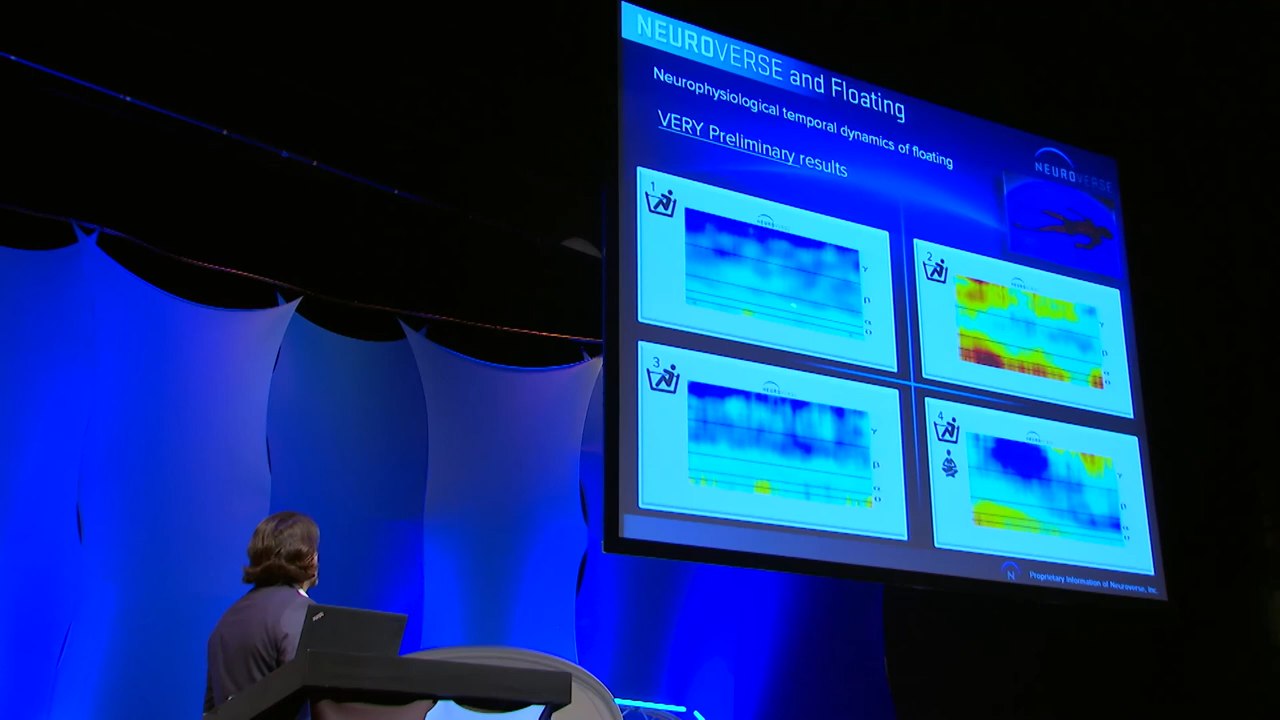 NEUROVERSE and Floating
Neurophysiological temporal dynamics of floating
VERY Preliminary results
NEUROVERSE
1
γ
β
α
2
γ
β
α
3
γ
β
α
4
γ
β
α
N
Proprietary Information of Neuroverse, Inc.